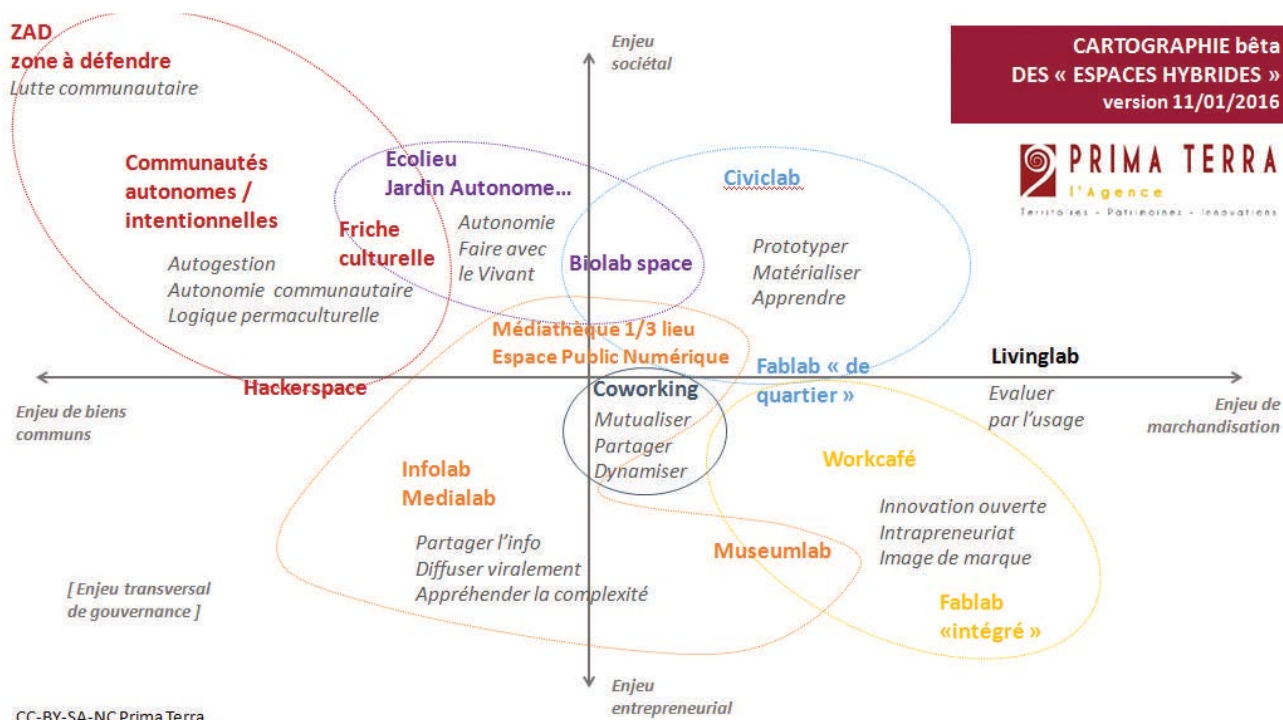 ZAD
zone à défendre
Lutte communautaire
Enjeu
sociétal
CARTOGRAPHIE bêta
DES « ESPACES HYBRIDES »
version 11/01/2016
PRIMA TERRA
l'Agence
Territoires - Patrimoines - Innovations
Communautés
autonomes /
intentionnelles
Autogestion
Autonomie communautaire
Logique permaculturelle
Ecolieu
Jardin Autonome...
Friche
culturelle
Autonomie
Faire avec
le Vivant
Biolab space
Civiclab
Prototyper
Matérialiser
Apprendre
Médiathèque 1/3 lieu
Espace Public Numérique
Hackerspace
Fablab « de
quartier »
Livinglab
Evaluer
par l'usage
Enjeu de biens
communs
Enjeu de
marchandisation
Coworking
Mutualiser
Partager
Dynamiser
Infolab
Medialab
Partager l'info
Diffuser viralement
Appréhender la complexité
Workcafé
Innovation ouverte
Intrapreneuriat
Image de marque
Museumlab
Fablab
«intégré »
[ Enjeu transversal
de gouvernance ]
Enjeu
entrepreneurial
CC-BY-SA-NC Prima Terra